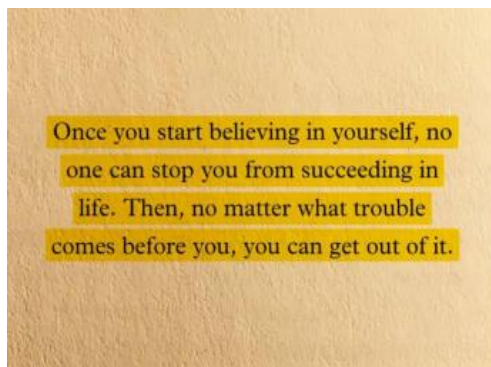 Once you start believing in yourself, no
one can stop you from succeeding in
life. Then, no matter what trouble
comes before you, you can get out of it.